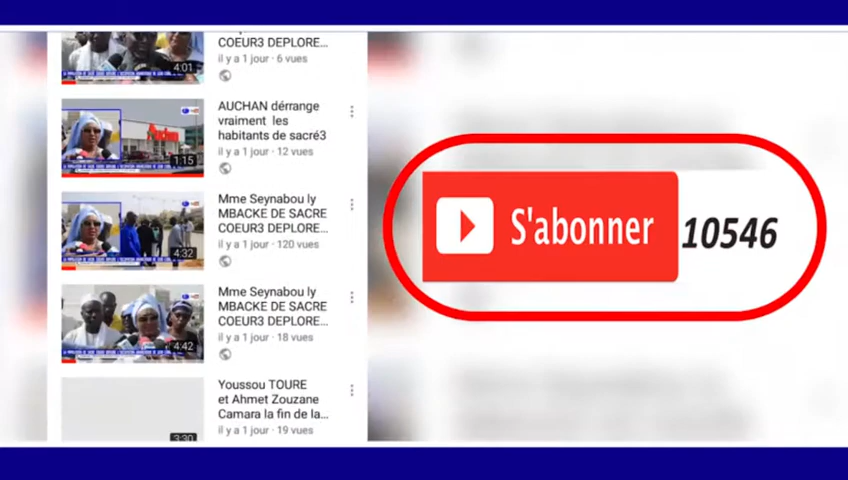 COEUR3 DEPLORE...
il y a 1 jour · 6 vues
4:01
AUCHAN dérrange
vraiment les
habitants de sacré3
il y a 1 jour · 12 vues
Auchan
1:15
Mme Seynabou ly
MBACKE DE SACRE
COEUR3 DEPLORE...
il y a 1 jour · 120 vues
4:32
Mme Seynabou ly
MBACKE DE SACRE
COEUR3 DEPLORE...
il y a 1 jour · 18 vues
4:42
Youssou TOURE
et Ahmet Zouzane
Camara la fin de la...
il y a 1 jour · 19 vues
3:30
S'abonner 10546